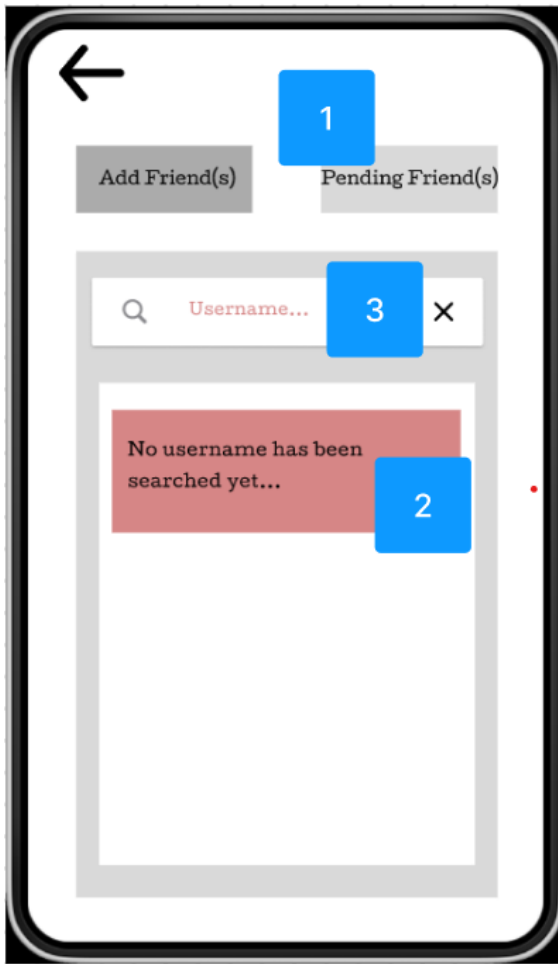 1
Add Friend(s) Pending Friend(s)
Username... 3
No username has been
searched yet...
2